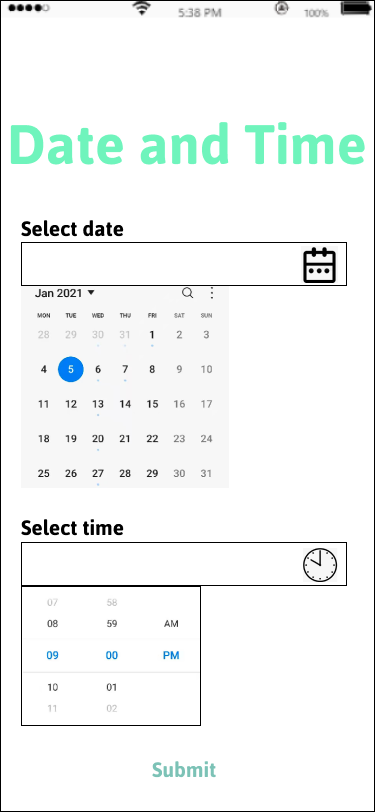 5:38 PM 100%
Date and Time
Select date
Jan 2021
MON TUE WED THU FRI SAT SUN
28 29 30 31 1 2 3
4 5 6 7 8 9 10
11 12 13 14 15 16 17
18 19 20 21 22 23 24
25 26 27 28 29 30 31
Select time
07 58
08 59 AM
09 00 PM
10 01
11 02
Submit